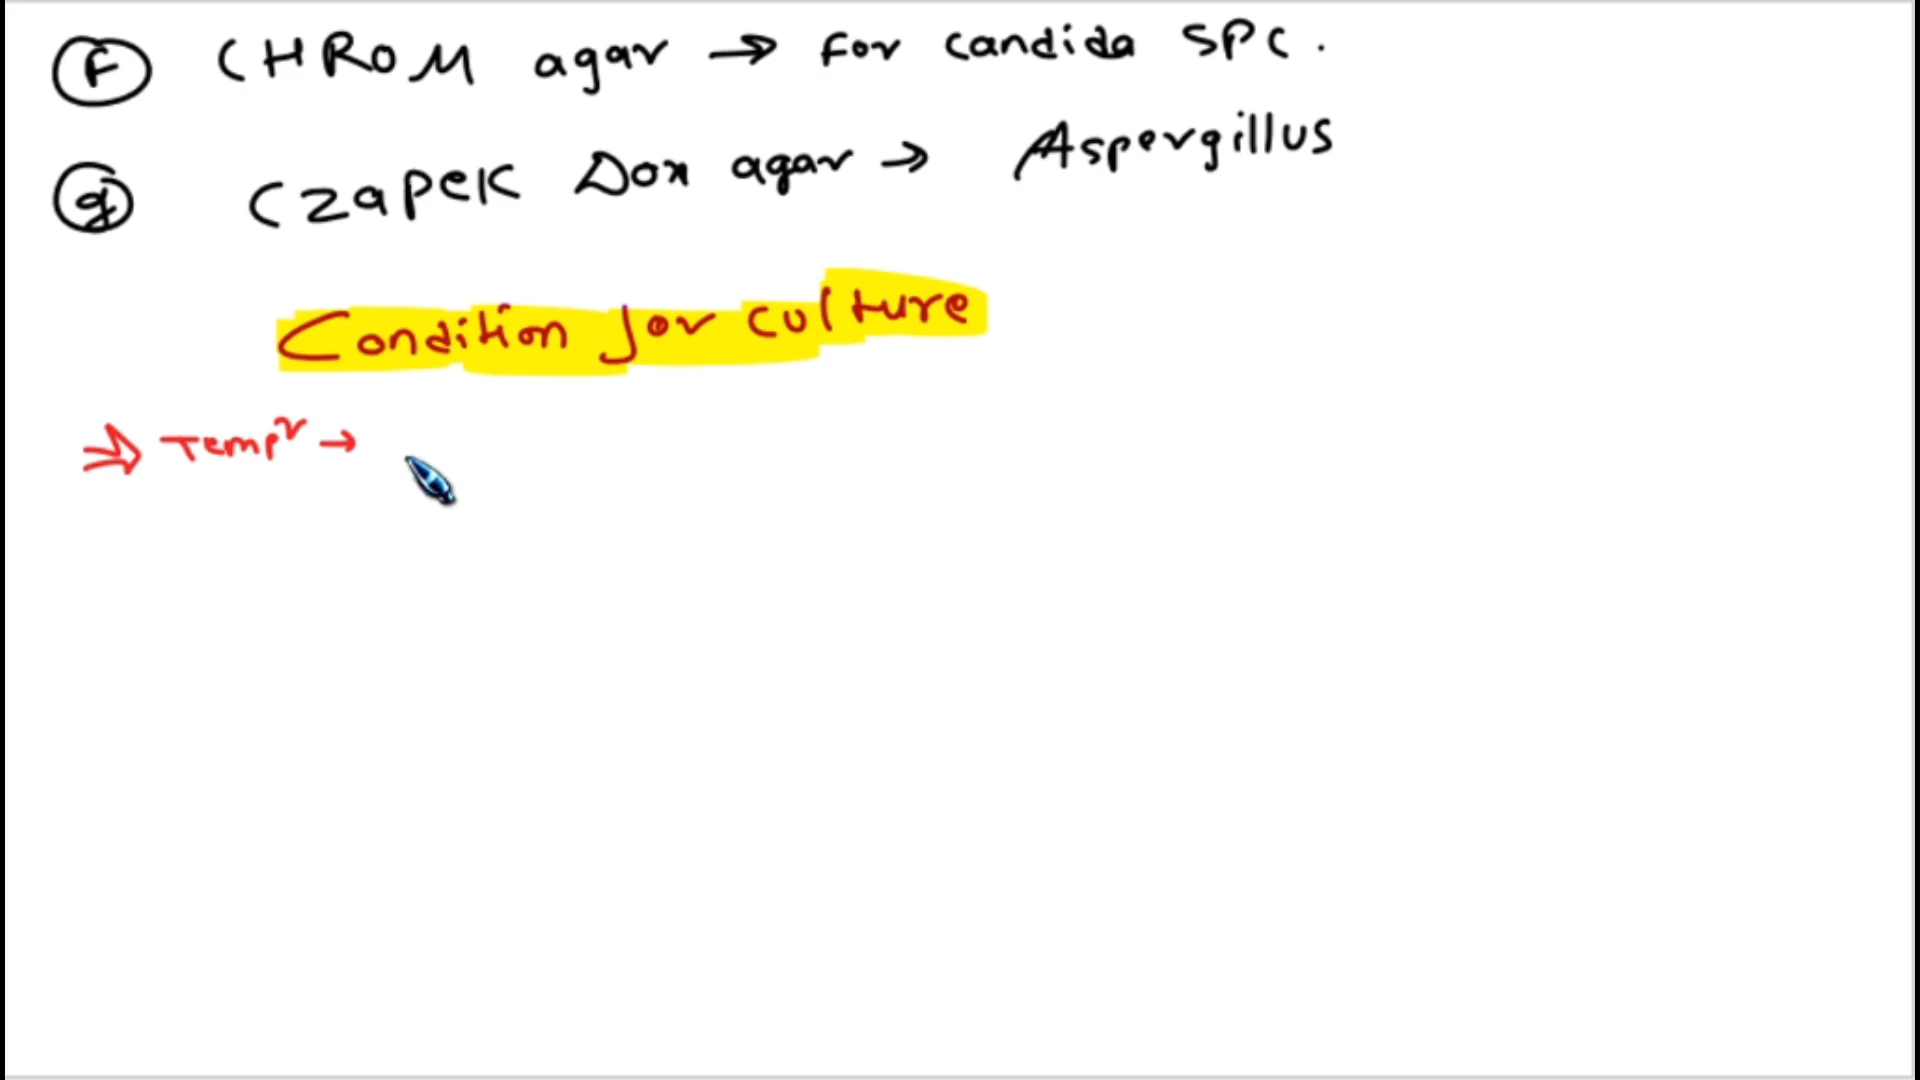 F CHROM agar → For candida SPC.
g Czapek Dox agar → Aspergillus
Condition for culture
⇒ Tempr →